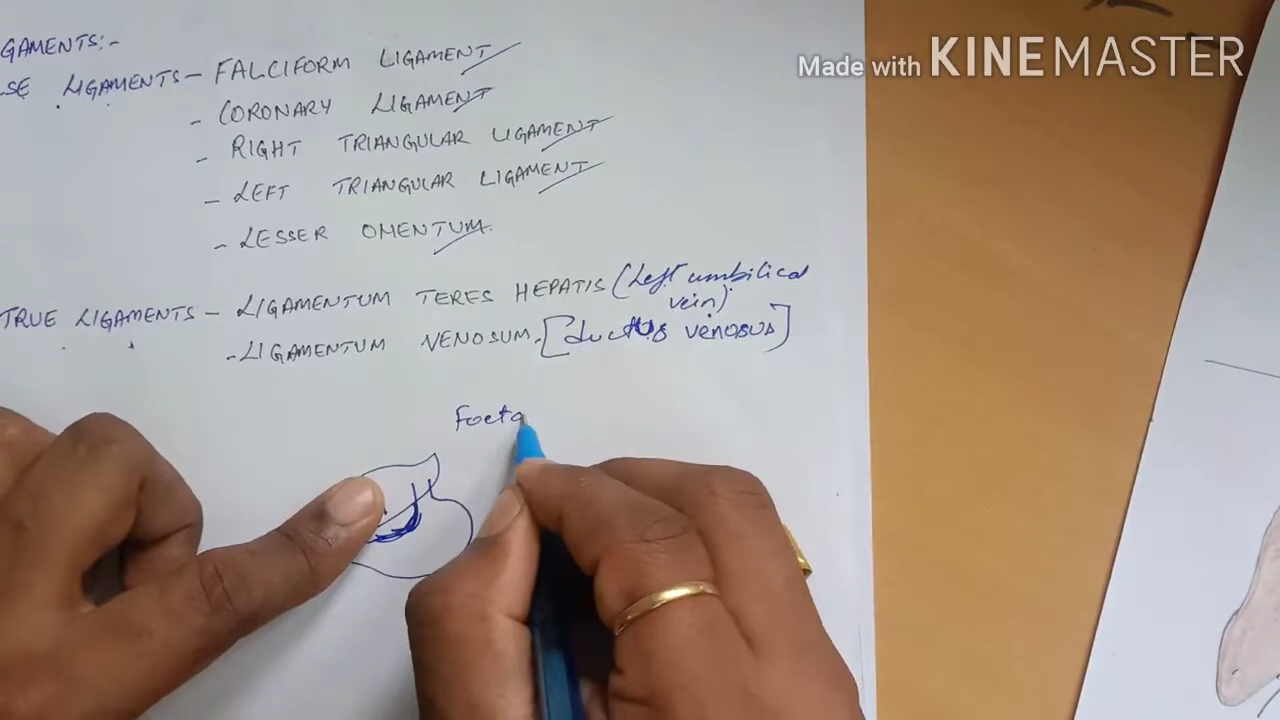 GAMENTS:-
SE LIGAMENTS - FALCIFORM LIGAMENT
- CORONARY LIGAMENT
- RIGHT TRIANGULAR LIGAMENT
- LEFT TRIANGULAR LIGAMENT
- LESSER OMENTUM.
TRUE LIGAMENTS - LIGAMENTUM TERES HEPATIS (Left umbilical vein)
- LIGAMENTUM VENOSUM. [ductus venosus]
Foeta
Made with KINEMASTER